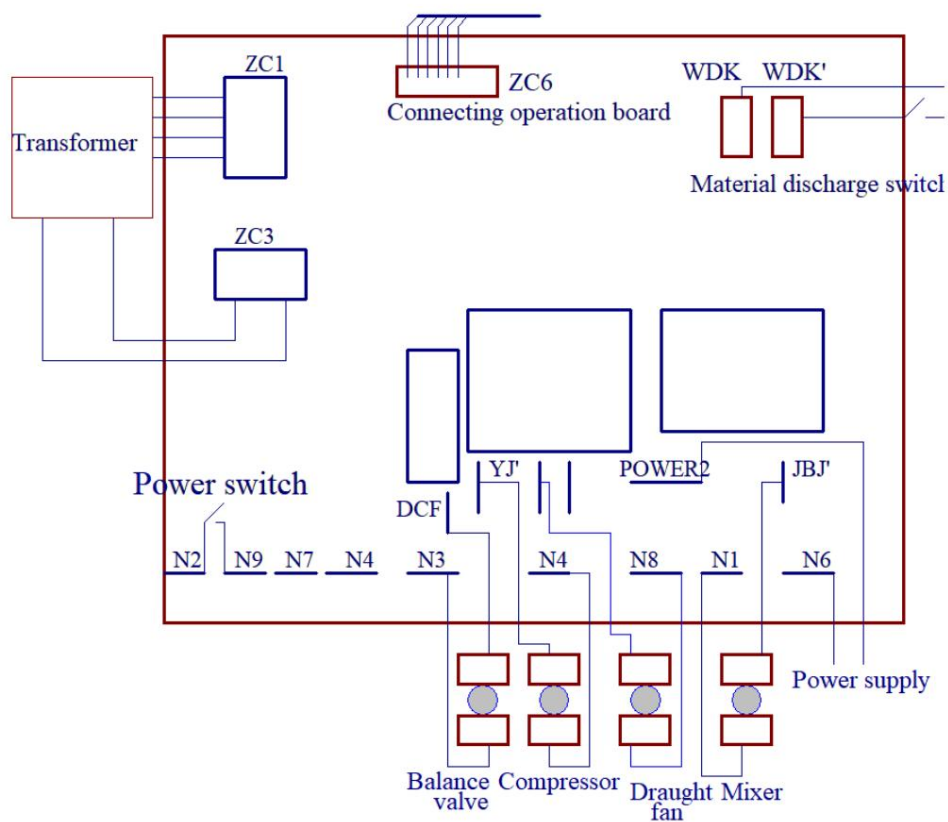 ZC1
ZC6
WDK WDK'
Connecting operation board
Transformer
Material discharge switch
ZC3
YJ' POWER2 JBJ'
Power switch
DCF
N2 N9 N7 N4 N3 N4 N8 N1 N6
Power supply
Balance valve
Compressor
Draught fan
Mixer